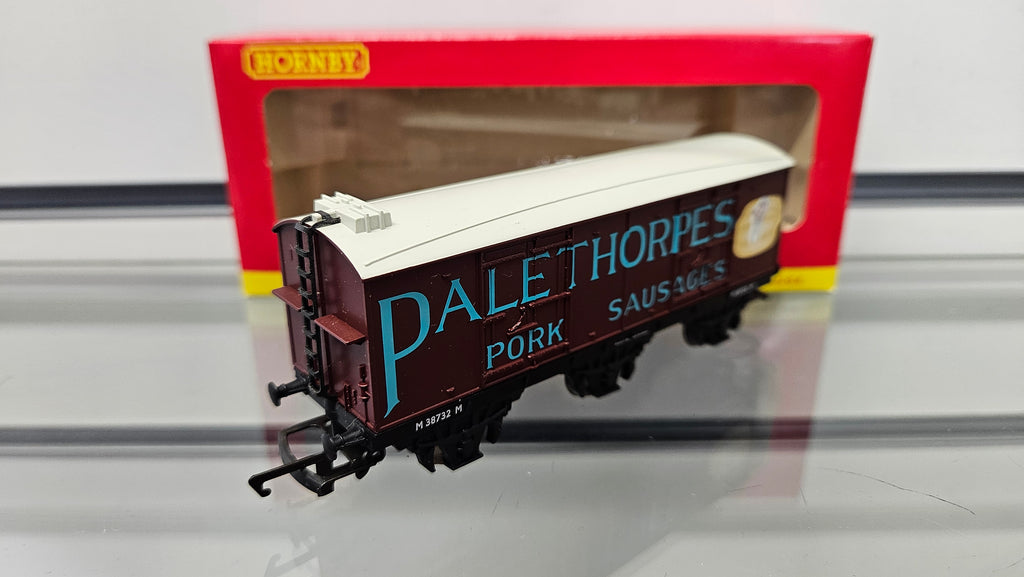 HORNBY
PALETHORPES
PORK SAUSAGES
M 38732 M